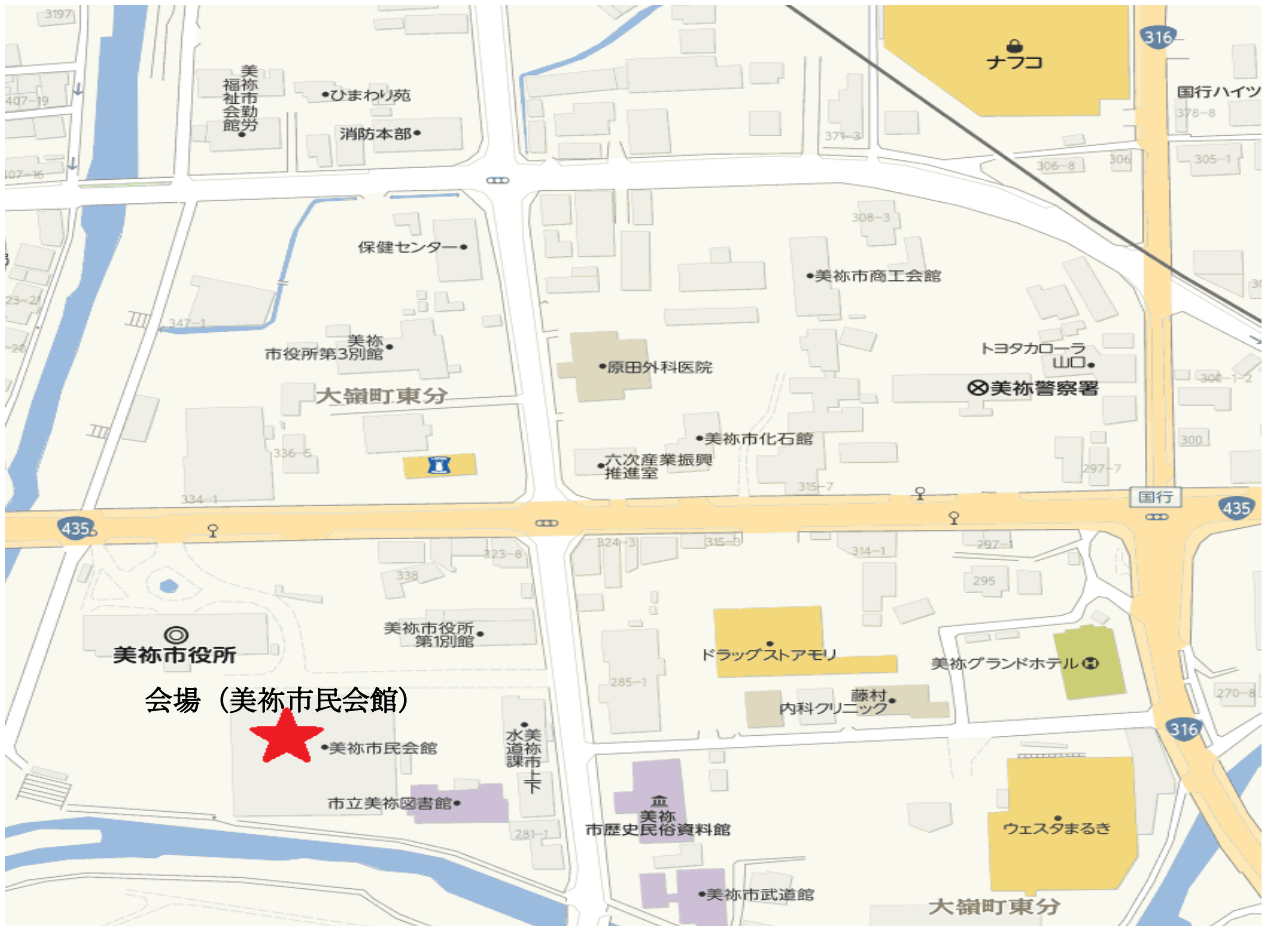 3197
316
ナフコ
美祢市勤労
福祉会館
ひまわり苑
国行ハイツ
407-19
378-8
消防本部
371-3
306-8
306
305-1
07-16
308-3
保健センター
美祢市商工会館
23-2
347-1
美祢
市役所第3別館
トヨタカローラ
山口
原田外科医院
300-1-2
美祢警察署
大嶺町東分
美祢市化石館
300
336-5
六次産業振興
推進室
297-7
315-7
334-1
国行
435
435
324-3
315-3
297-1
323-8
314-1
338
295
美祢市役所
第1別館
美祢市役所
ドラッグストアモリ
美祢グランドホテル
H
285-1
会場（美祢市民会館）
藤村
内科クリニック
270-8
美祢市上下
水道課
316
美祢市民会館
市立美祢図書館
美祢
市歴史民俗資料館
281-1
ウェスタまるき
美祢市武道館
大嶺町東分